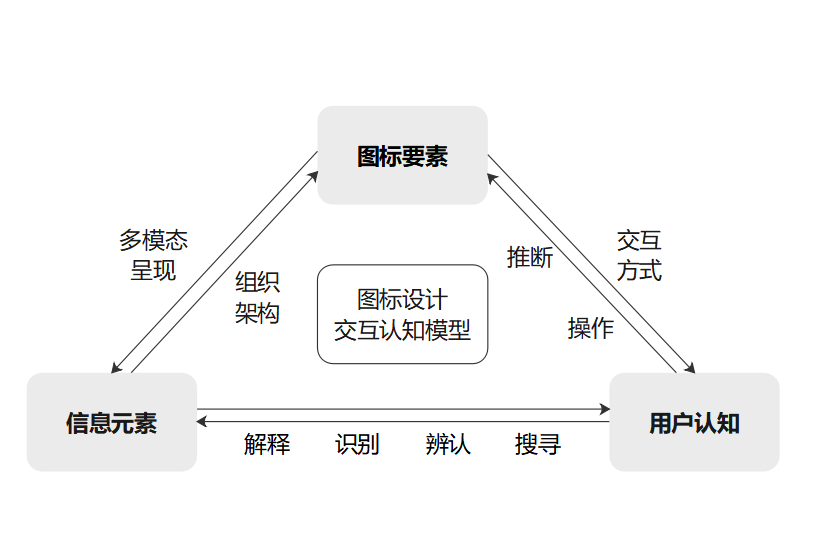 图标要素
多模态
呈现
组织
架构
图标设计
交互认知模型
推断
交互
方式
操作
信息元素
用户认知
解释 识别 辨认 搜寻